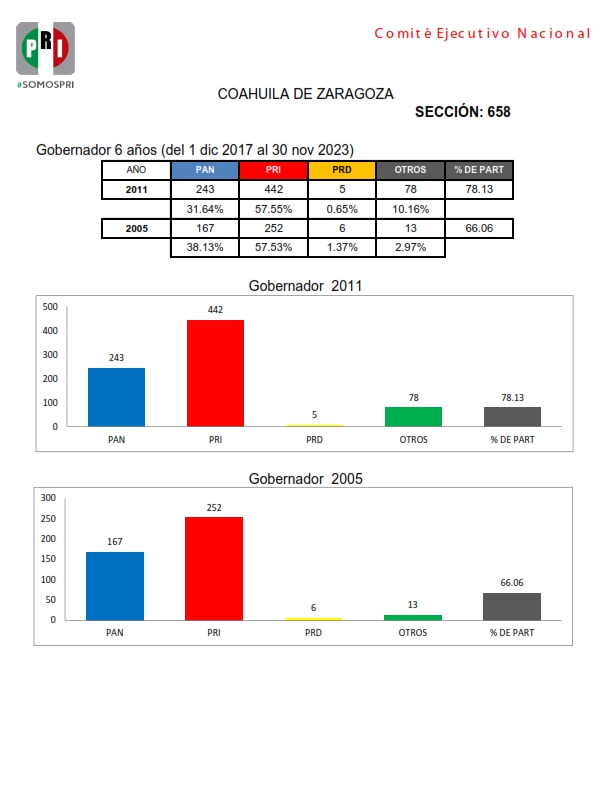 PRI
#SOMOSPRI
Comité Ejecutivo Nacional
COAHUILA DE ZARAGOZA
SECCIÓN: 658
Gobernador 6 años (del 1 dic 2017 al 30 nov 2023)
AÑO PAN PRI PRD OTROS % DE PART
2011 243 442 5 78 78.13
31.64% 57.55% 0.65% 10.16%
2005 167 252 6 13 66.06
38.13% 57.53% 1.37% 2.97%
Gobernador 2011
500
400
300
200
100
0
243
442
5
78
78.13
PAN PRI PRD OTROS % DE PART
Gobernador 2005
300
250
200
150
100
50
0
167
252
6
13
66.06
PAN PRI PRD OTROS % DE PART